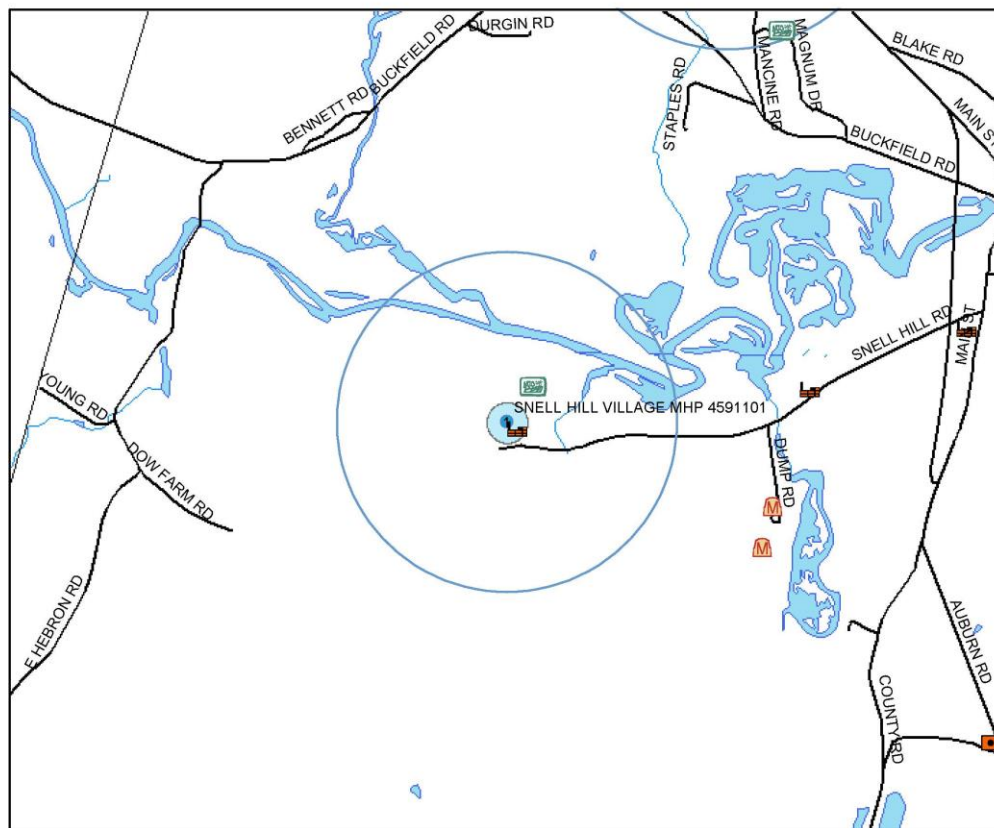 DURGIN RD
BUCKFIELD RD
BENNETT RD
STAPLES RD
MANCINE RD
MAGNUM DR
BLAKE RD
MAIN ST
BUCKFIELD RD
SNELL HILL RD
MAIN ST
SNELL HILL VILLAGE MHP 4591101
YOUNG RD
DOW FARM RD
DUMP RD
M
M
E HEBRON RD
AUBURN RD
COUNTY RD